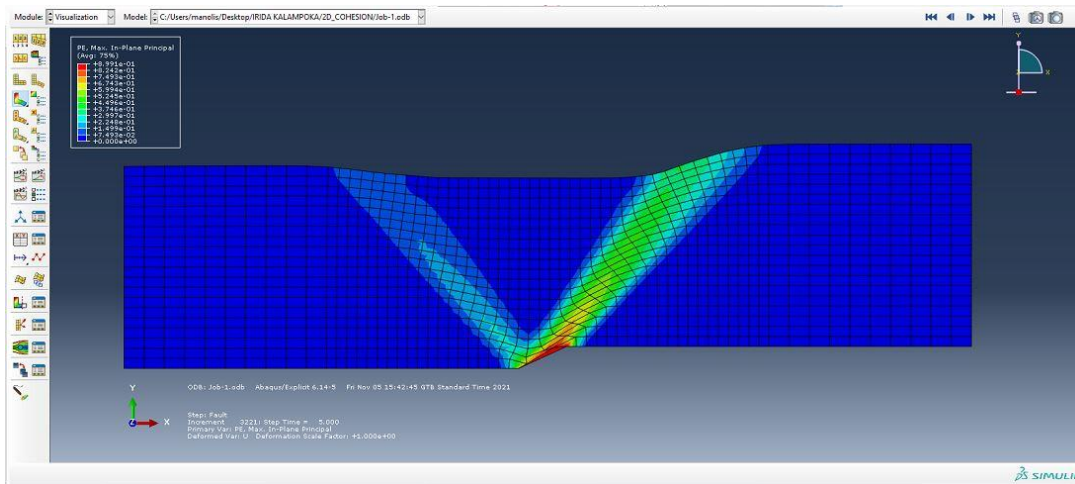 Module: Visualization Model: C:/Users/manolis/Desktop/IRIDA KALAMPOKA/2D_COHESION/Job-1.odb
PE, Max. In-Plane Principal
(Avg: 75%)
+8.991e-01
+8.242e-01
+7.493e-01
+6.743e-01
+5.994e-01
+5.245e-01
+4.496e-01
+3.746e-01
+2.997e-01
+2.248e-01
+1.499e-01
+7.493e-02
+0.000e+00
Y
Z X
Y
Z X
ODB: Job-1.odb Abaqus/Explicit 6.14-5 Fri Nov 05 15:42:45 GTB Standard Time 2021
Step: Fault
Increment 3221: Step Time = 5.000
Primary Var: PE, Max. In-Plane Principal
Deformed Var: U Deformation Scale Factor: +1.000e+00